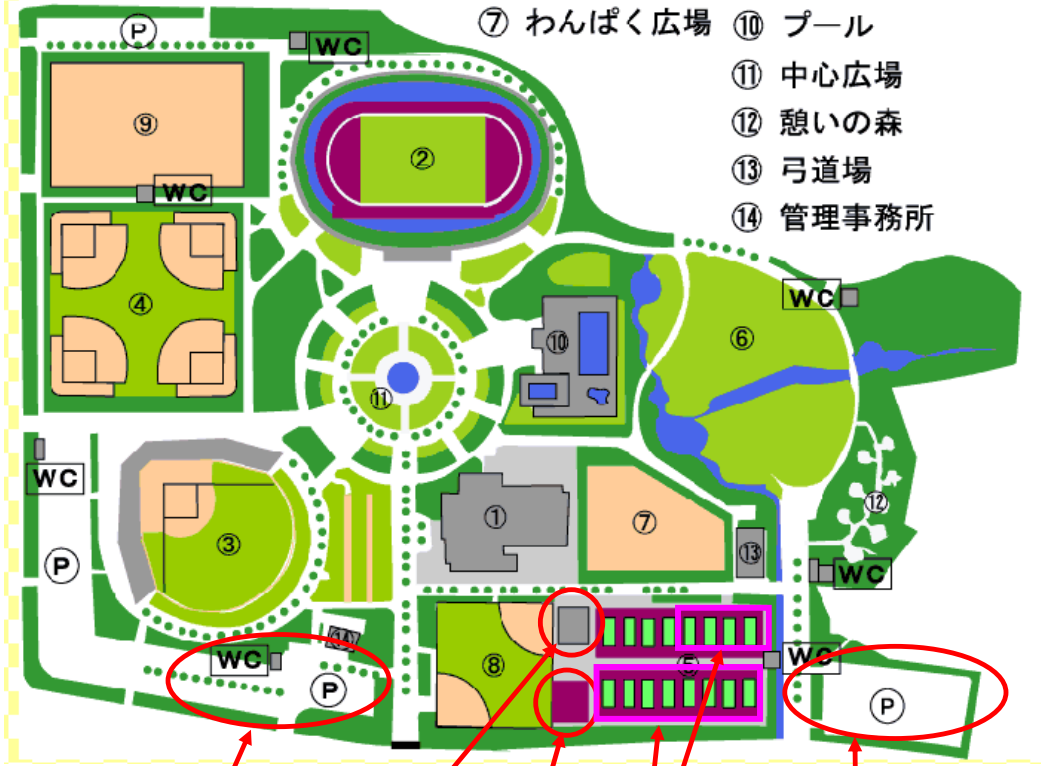 ⑦ わんぱく広場 ⑩ プール
⑪ 中心広場
⑫ 憩いの森
⑬ 弓道場
⑭ 管理事務所
P
WC
⑨
②
WC
④
WC
⑥
⑩
⑪
WC
①
⑫
③
⑦
⑬
P
WC
⑭
WC
P
⑧
⑤
WC
P